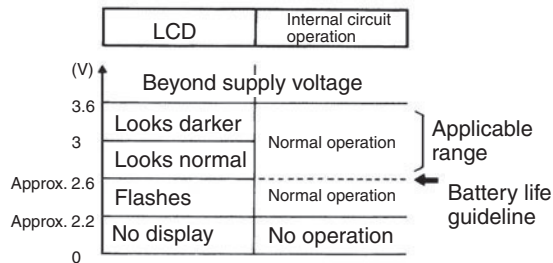 LCD
Internal circuit
operation
(V)
Beyond supply voltage
3.6
Looks darker
Normal operation
Applicable
range
3
Looks normal
Approx. 2.6
Flashes
Normal operation
Battery life
guideline
Approx. 2.2
No display
No operation
0